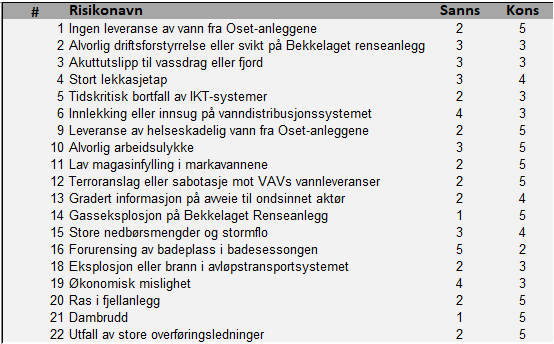 # Risikonavn Sanns Kons
1 Ingen leveranse av vann fra Oset-anleggene 2 5
2 Alvorlig driftsforstyrrelse eller svikt på Bekkelaget renseanlegg 3 3
3 Akuttutslipp til vassdrag eller fjord 3 3
4 Stort lekkasjetap 3 4
5 Tidskritisk bortfall av IKT-systemer 2 3
6 Innlekking eller innsug på vanndistribusjonssystemet 4 3
9 Leveranse av helseskadelig vann fra Oset-anleggene 2 5
10 Alvorlig arbeidsulykke 3 5
11 Lav magasinfylling i markavannene 2 5
12 Terroranslag eller sabotasje mot VAVs vannleveranser 2 5
13 Gradert informasjon på avveie til ondsinnet aktør 2 4
14 Gasseksplosjon på Bekkelaget Renseanlegg 1 5
15 Store nedbørsmengder og stormflo 3 4
16 Forurensing av badeplass i badesessongen 5 2
18 Eksplosjon eller brann i avløpstransportsystemet 2 3
19 Økonomisk mislighet 4 3
20 Ras i fjellanlegg 2 5
21 Dambrudd 1 5
22 Utfall av store overføringsledninger 2 5